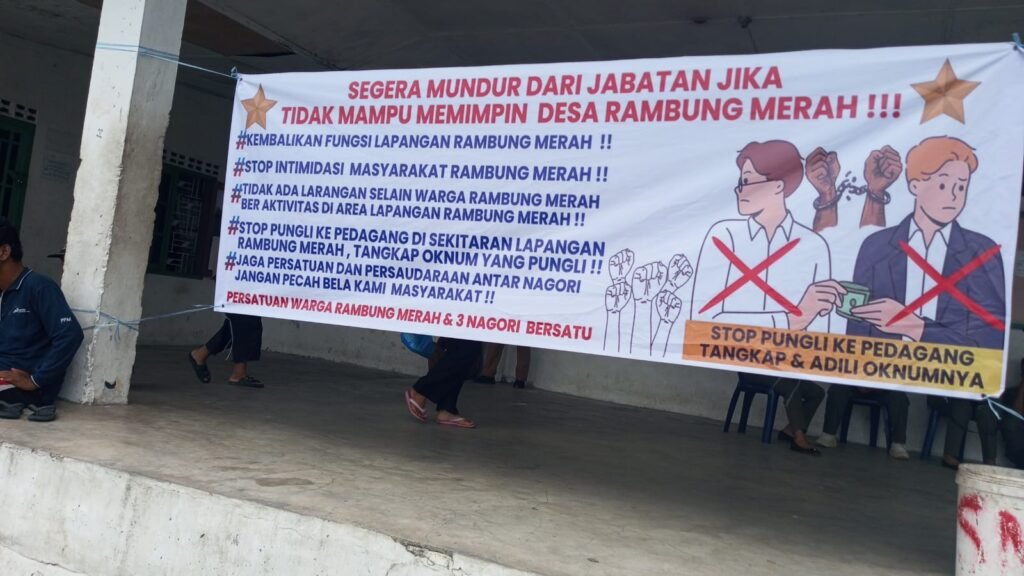 SEGERA MUNDUR DARI JABATAN JIKA
TIDAK MAMPU MEMIMPIN DESA RAMBUNG MERAH !!!
#KEMBALIKAN FUNGSI LAPANGAN RAMBUNG MERAH !!
#STOP INTIMIDASI MASYARAKAT RAMBUNG MERAH !!
#TIDAK ADA LARANGAN SELAIN WARGA RAMBUNG MERAH
BER AKTIVITAS DI AREA LAPANGAN RAMBUNG MERAH !!
#STOP PUNGLI PEDAGANG DI SEKITARAN LAPANGAN
RAMBUNG MERAH , TANGKAP OKNUM YANG PUNGLI !!
#JAGA PERSATUAN DAN PERSAUDARAAN ANTAR NAGORI
JANGAN PECAH BELA KAMI MASYARAKAT !!
PERSATUAN WARGA RAMBUNG MERAH & 3 NAGORI BERSATU
STOP PUNGLI KE PEDAGANG
TANGKAP & ADILI OKNUMNYA